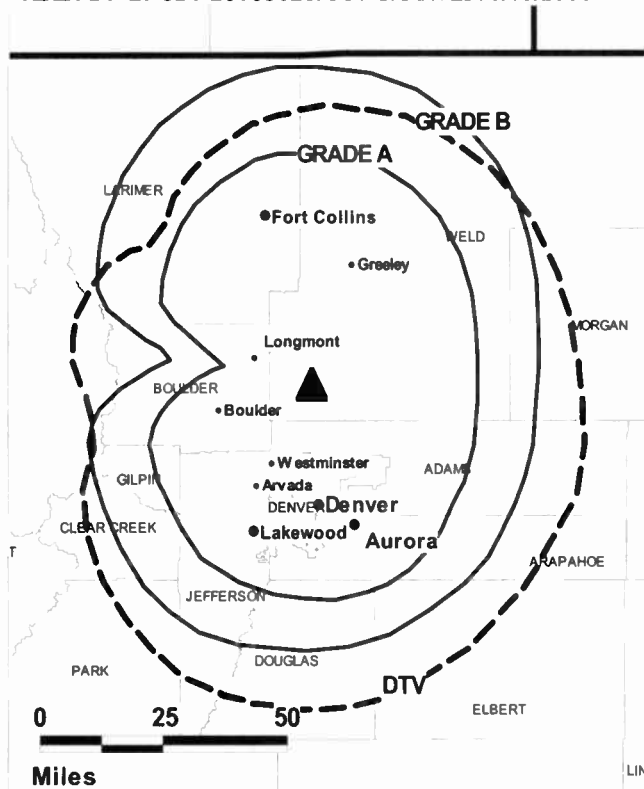 GRADE B
GRADE A
LARIMER
Fort Collins
WELD
Greeley
MORGAN
Longmont
BOULDER
Boulder
Westminster
ADAMS
GILPIN
Arvada
DENVER
Denver
CLEAR CREEK
Lakewood
Aurora
T
ARAPAHOE
JEFFERSON
DOUGLAS
PARK
DTV
ELBERT
0 25 50
Miles
LIN